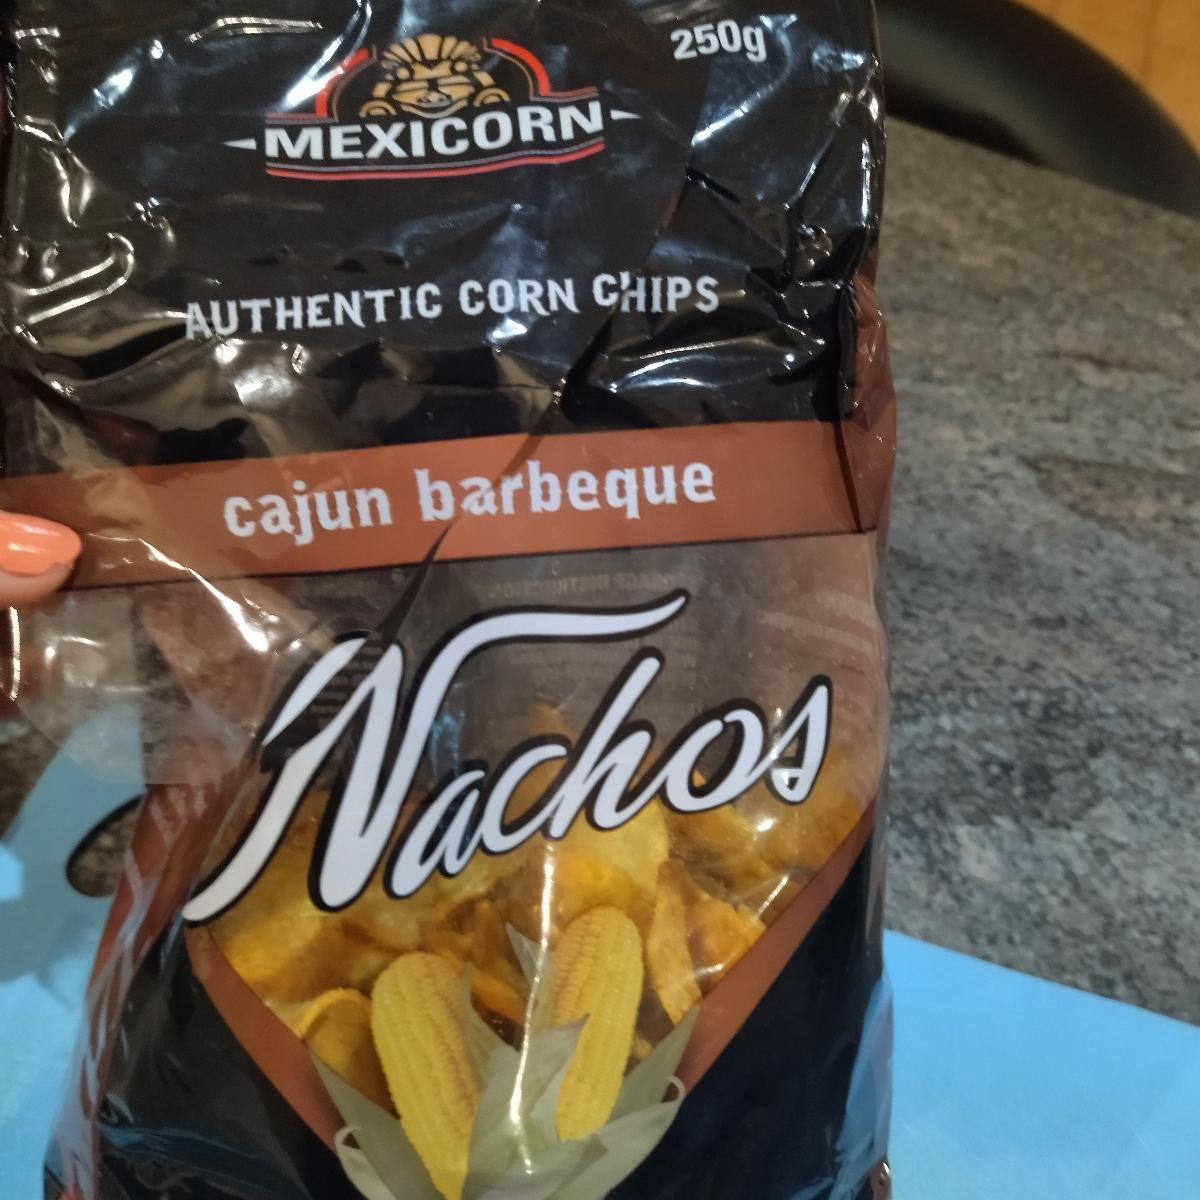 250g
MEXICORN
AUTHENTIC CORN CHIPS
cajun barbeque
Nachos